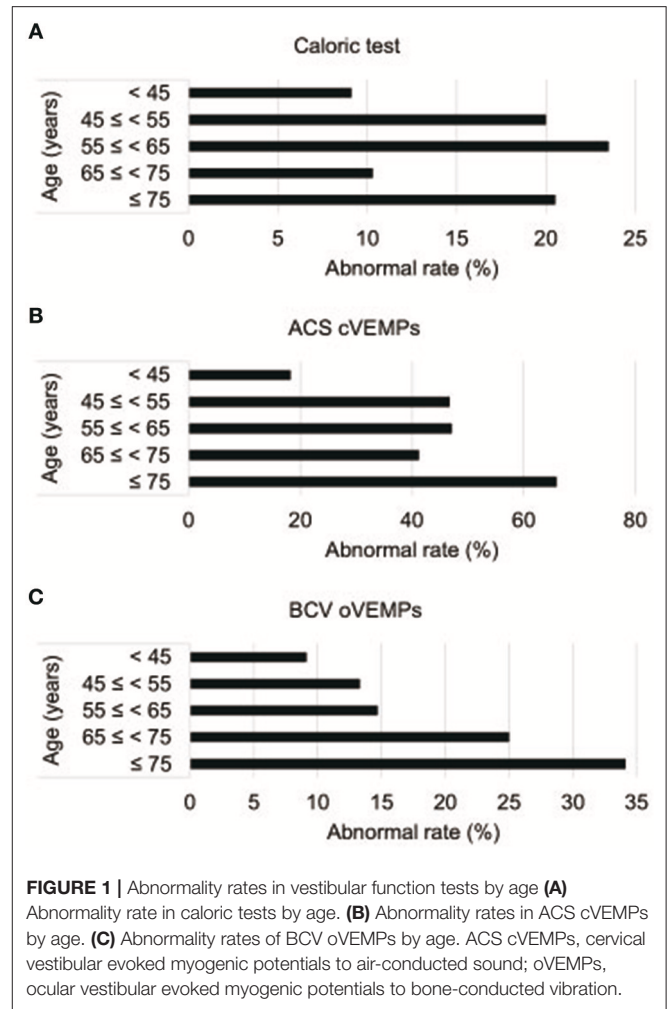 A
Caloric test
Age (years)
< 45
45 ≤ < 55
55 ≤ < 65
65 ≤ < 75
≤ 75
0 5 10 15 20 25
Abnormal rate (%)
B
ACS cVEMPs
Age (years)
< 45
45 ≤ < 55
55 ≤ < 65
65 ≤ < 75
≤ 75
0 20 40 60 80
Abnormal rate (%)
C
BCV oVEMPs
Age (years)
< 45
45 ≤ < 55
55 ≤ < 65
65 ≤ < 75
≤ 75
0 5 10 15 20 25 30 35
Abnormal rate (%)
FIGURE 1 | Abnormality rates in vestibular function tests by age (A)
Abnormality rate in caloric tests by age. (B) Abnormality rates in ACS cVEMPs
by age. (C) Abnormality rates of BCV oVEMPs by age. ACS cVEMPs, cervical
vestibular evoked myogenic potentials to air-conducted sound; oVEMPs,
ocular vestibular evoked myogenic potentials to bone-conducted vibration.